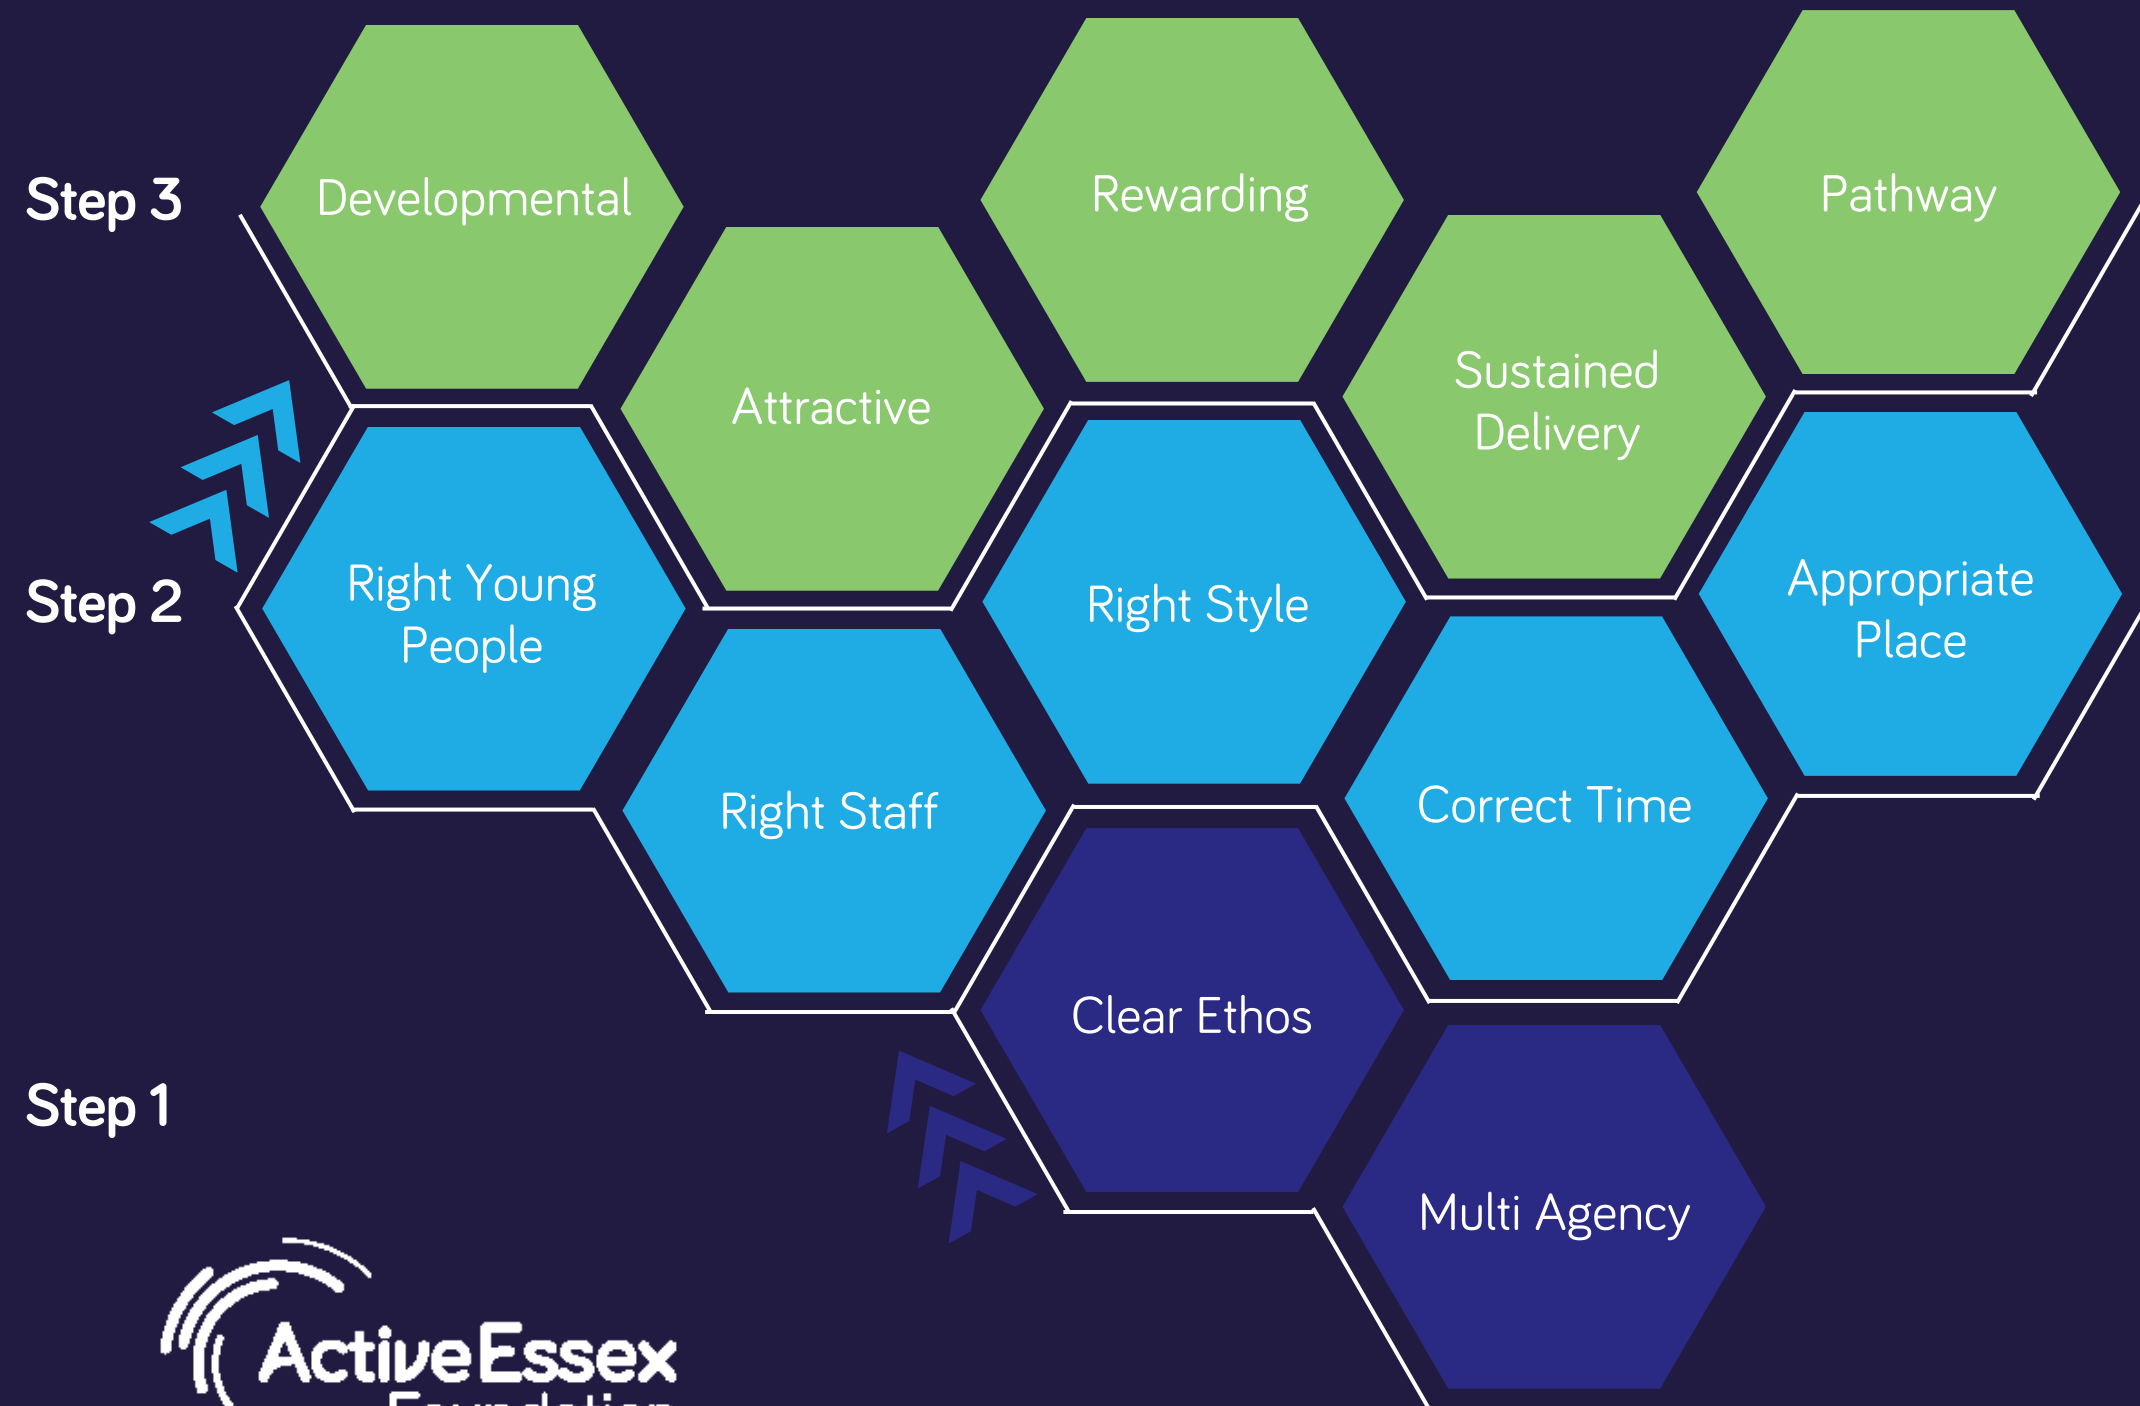 Step 3
Developmental
Rewarding
Pathway
Attractive
Sustained
Delivery
Step 2
Right Young
People
Right Style
Appropriate
Place
Right Staff
Correct Time
Step 1
Clear Ethos
Multi Agency
ActiveEssex
Foundation